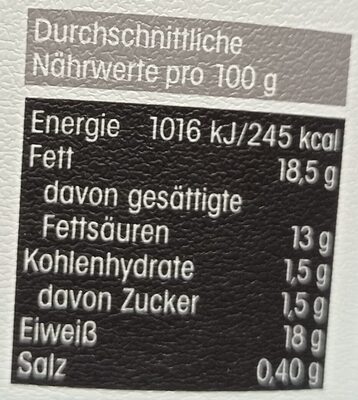 Durchschnittliche
Nährwerte pro 100 g
Energie 1016 kJ/245 kcal
Fett 18,5 g
davon gesättigte
Fettsäuren 13 g
Kohlenhydrate 1,5 g
davon Zucker 1,5 g
Eiweiß 18 g
Salz 0,40 g